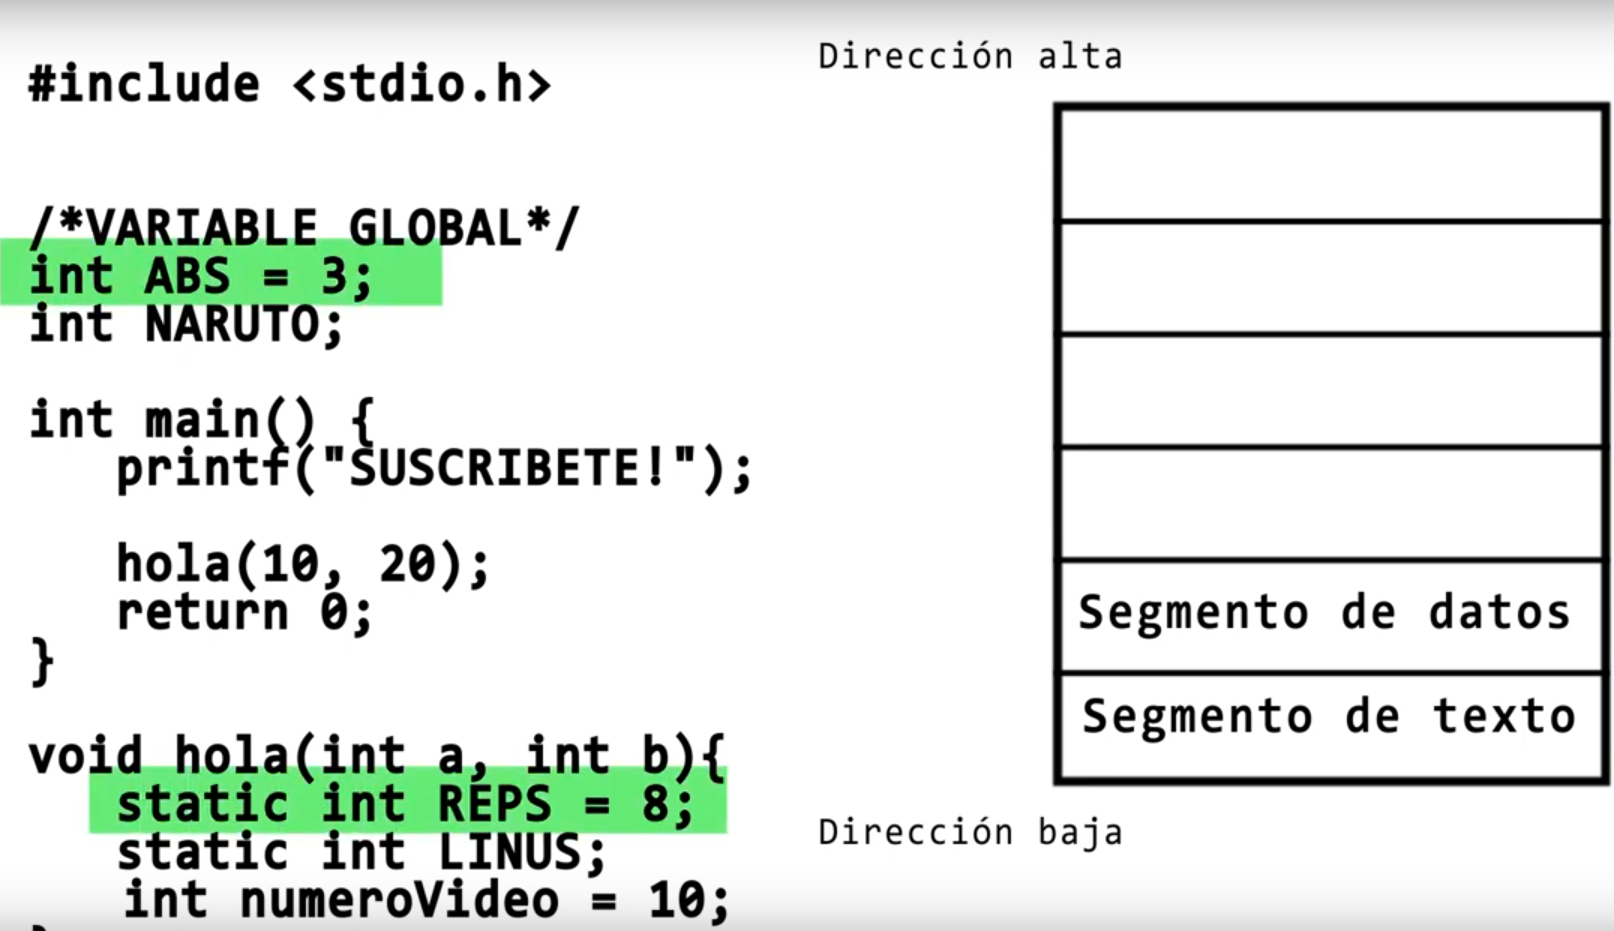 #include <stdio.h>
/*VARIABLE GLOBAL*/
int ABS = 3;
int NARUTO;
int main() {
printf("SUSCRIBETE!");
hola(10, 20);
return 0;
}
void hola(int a, int b){
static int REPS = 8;
static int LINUS;
int numeroVideo = 10;
Dirección alta
Segmento de datos
Segmento de texto
Dirección baja